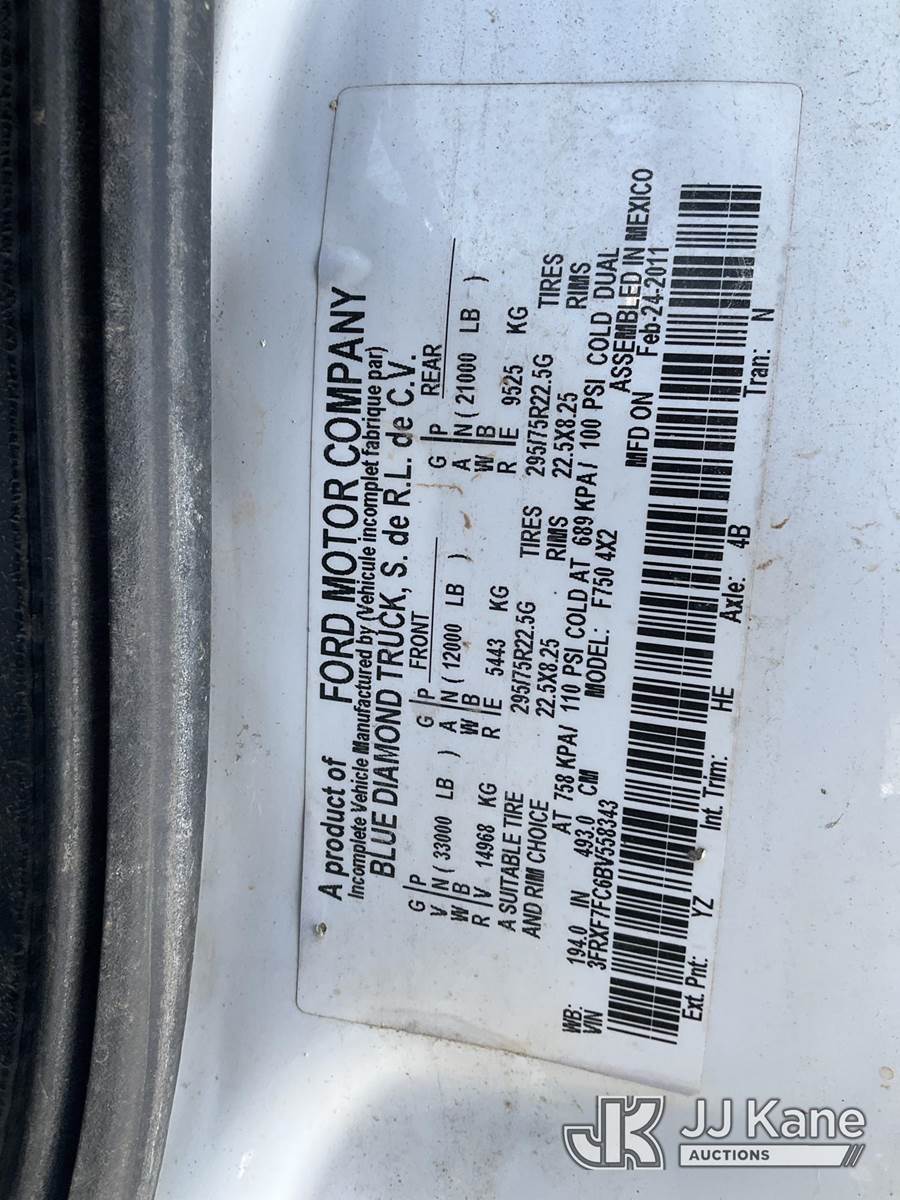 A product of FORD MOTOR COMPANY
Incomplete Vehicle Manufactured by (Vehicule incomplet fabrique par)
BLUE DIAMOND TRUCK, S. de R.L. de C.V.
FRONT REAR
G P G P G P
V N ( 33000 LB ) A N ( 12000 LB ) A N ( 21000 LB )
W B W B W B
R V 14968 KG R E 5443 KG R E 9525 KG
A SUITABLE TIRE 295/75R22.5G TIRES 295/75R22.5G TIRES
AND RIM CHOICE 22.5X8.25 RIMS 22.5X8.25 RIMS
AT 758 KPA/ 110 PSI COLD AT 689 KPA/ 100 PSI COLD DUAL
WB: 194.0 IN 493.0 CM MODEL: F750 4X2 ASSEMBLED IN MEXICO
VIN 3FRXF7FC6BV558343 MFD ON Feb-24-2011
Ext. Pnt: YZ Int. Trim: HE Axle: 4B Tran: N
JK JJ Kane
AUCTIONS